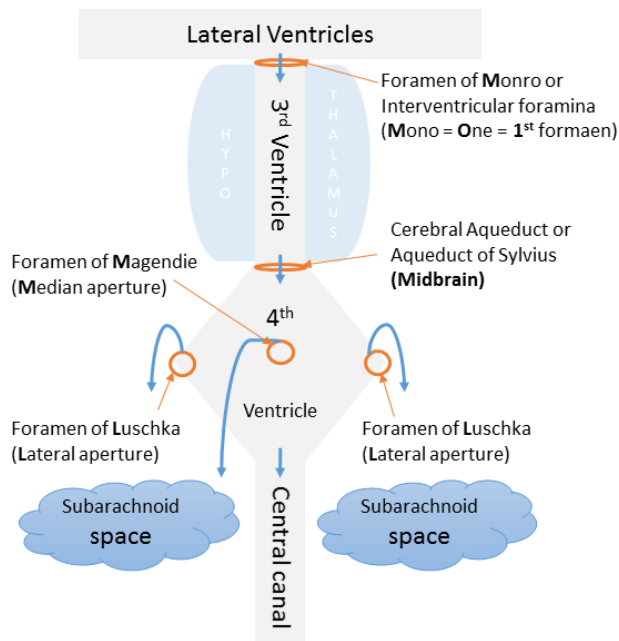 Lateral Ventricles
Foramen of Monro or
Interventricular foramina
(Mono = One = 1st formaen)
HYPO
3rd Ventricle
THALAMUS
Cerebral Aqueduct or
Aqueduct of Sylvius
(Midbrain)
Foramen of Magendie
(Median aperture)
4th
Ventricle
Foramen of Luschka
(Lateral aperture)
Foramen of Luschka
(Lateral aperture)
Subarachnoid
space
Central canal
Subarachnoid
space